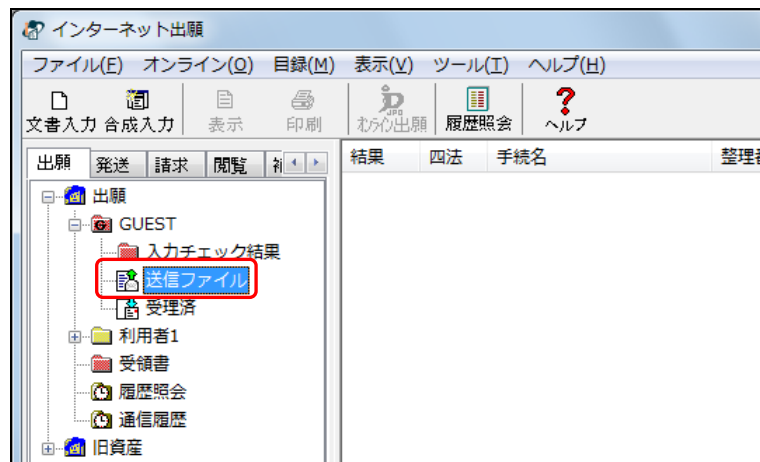 インターネット出願
ファイル(F) オンライン(O) 目録(M) 表示(V) ツール(T) ヘルプ(H)
文書入力 合成入力 表示 印刷 オンライン出願 履歴照会 ヘルプ
出願 発送 請求 閲覧
結果 四法 手続名
出願
GUEST
入力チェック結果
送信ファイル
受理済
利用者1
受領書
履歴照会
通信履歴
旧資産